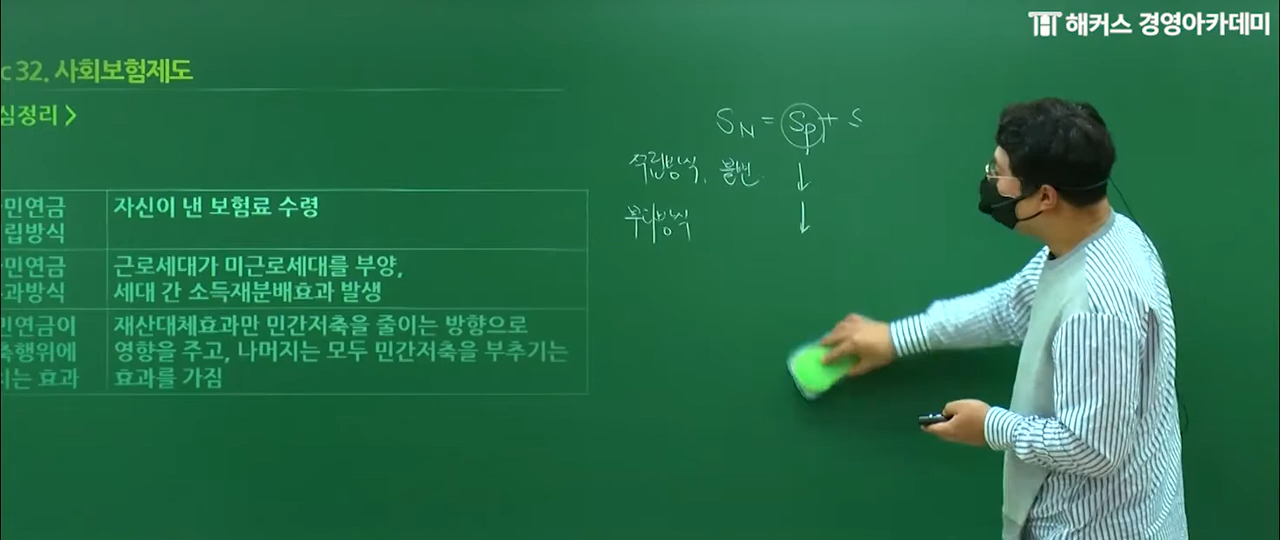 해커스 경영아카데미
c 32. 사회보험제도
심정리 >
민연금
립방식
자신이 낸 보험료 수령
민연금
과방식
근로세대가 미근로세대를 부양,
세대 간 소득재분배효과 발생
민연금이
축행위에
치는 효과
재산대체효과만 민간저축을 줄이는 방향으로
영향을 주고, 나머지는 모두 민간저축을 부추기는
효과를 가짐
S_N = S_p + S
적립방식, 불변 ↓
부과방식 ↓